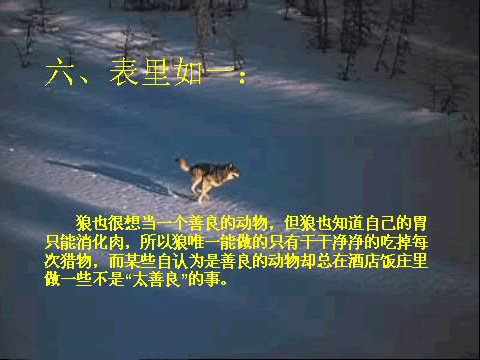 六、表里如一：
狼也很想当一个善良的动物，但狼也知道自己的胃
只能消化肉，所以狼唯一能做的只有干干净净的吃掉每
次猎物，而某些自认为是善良的动物却总在酒店饭庄里
做一些不是“太善良”的事。